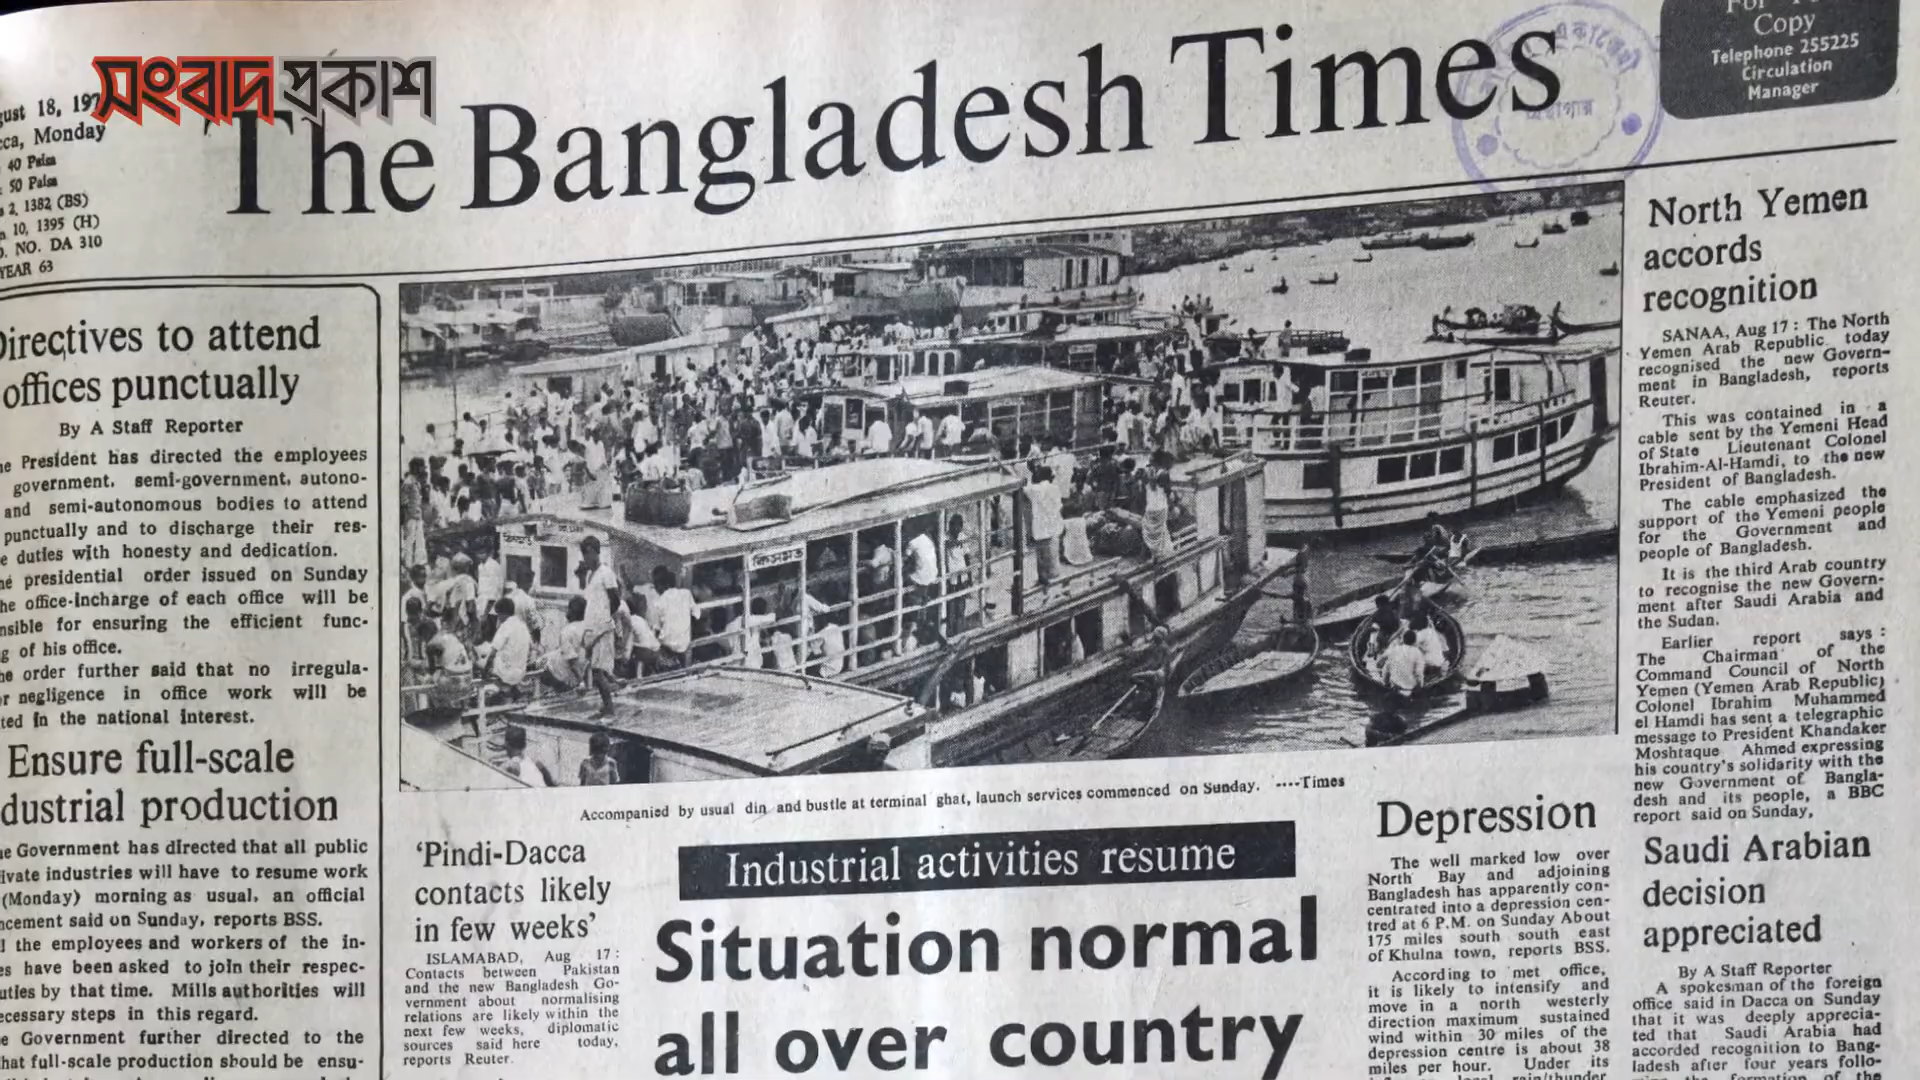 সংবাদ প্রকাশ
The Bangladesh Times
18, 197
Monday
40 Paisa
50 Paisa
2, 1382 (BS)
10, 1395 (H)
NO. DA 310
YEAR 63
Copy
Telephone 255225
Circulation
Manager
Directives to attend
offices punctually
By A Staff Reporter
President has directed the employees
government, semi-government, autono-
and semi-autonomous bodies to attend
punctually and to discharge their res-
duties with honesty and dedication.
presidential order issued on Sunday
office-incharge of each office will be
for ensuring the efficient func-
of his office.
order further said that no irregula-
negligence in office work will be
in the national interest.
Ensure full-scale
dustrial production
Government has directed that all public
industries will have to resume work
(Monday) morning as usual, an official
said on Sunday, reports BSS.
the employees and workers of the in-
have been asked to join their respec-
by that time. Mills authorities will
steps in this regard.
Government further directed to the
full-scale production should be ensu-
Accompanied by usual din and bustle at terminal ghat, launch services commenced on Sunday. ----Times
'Pindi-Dacca
contacts likely
in few weeks'
ISLAMABAD, Aug 17:
Contacts between Pakistan
and the new Bangladesh Go-
vernment about normalising
relations are likely within the
next few weeks, diplomatic
sources said here today,
reports Reuter.
Industrial activities resume
Situation normal
all over country
Depression
The well marked low over
North Bay and adjoining
Bangladesh has apparently con-
centrated into a depression cen-
tred at 6 P.M. on Sunday About
175 miles south south east
of Khulna town, reports BSS.
According to met office,
it is likely to intensify and
move in a north westerly
direction maximum sustained
wind within 30 miles of the
depression centre is about 38
miles per hour. Under its
North Yemen
accords
recognition
SANAA, Aug 17: The North
Yemen Arab Republic today
recognised the new Govern-
ment in Bangladesh, reports
Reuter.
This was contained in a
cable sent by the Yemeni Head
of State Lieutenant Colonel
Ibrahim-Al-Hamdi, to the new
President of Bangladesh.
The cable emphasized the
support of the Yemeni people
for the Government and
people of Bangladesh.
It is the third Arab country
to recognise the new Govern-
ment after Saudi Arabia and
the Sudan.
Earlier report says:
The Chairman of the
Command Council of North
Yemen (Yemen Arab Republic)
Colonel Ibrahim Muhammed
el Hamdi has sent a telegraphic
message to President Khandaker
Moshtaque Ahmed expressing
his country's solidarity with the
new Government of Bangla-
desh and its people, a BBC
report said on Sunday,
Saudi Arabian
decision
appreciated
By A Staff Reporter
A spokesman of the foreign
office said in Dacca on Sunday
that it was deeply apprecia-
ted that Saudi Arabia had
accorded recognition to Bang-
ladesh after four years follo-